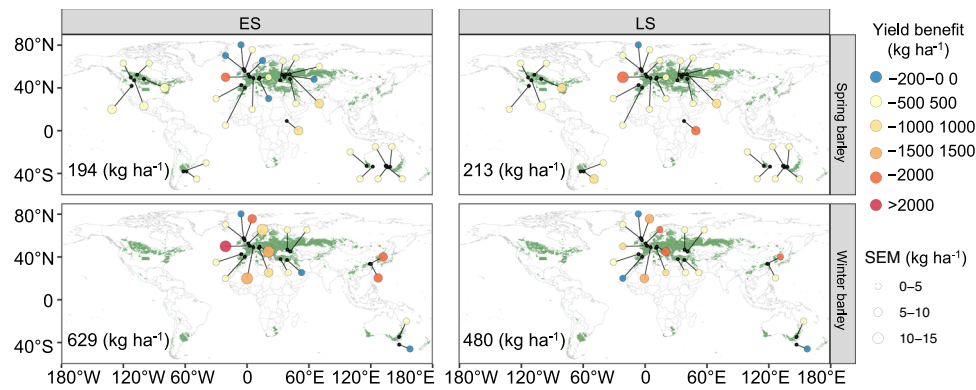 ES
LS
Yield benefit
(kg ha⁻¹)
−200–0 0
−500 500
−1000 1000
−1500 1500
−2000
>2000
SEM (kg ha⁻¹)
0–5
5–10
10–15
80°N
40°N
0
40°S
194 (kg ha⁻¹)
213 (kg ha⁻¹)
Spring barley
80°N
40°N
0
40°S
629 (kg ha⁻¹)
480 (kg ha⁻¹)
Winter barley
180°W 120°W 60°W 0 60°E 120°E 180°E
180°W 120°W 60°W 0 60°E 120°E 180°E